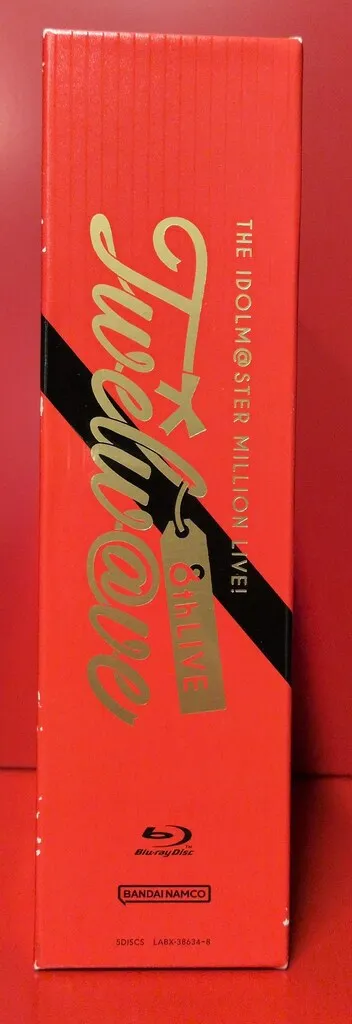 THE IDOLM@STER MILLION LIVE!
Twelw@ve
8thLIVE
Blu-ray Disc
BANDAI NAMCO
5DISCS LABX-38634~8